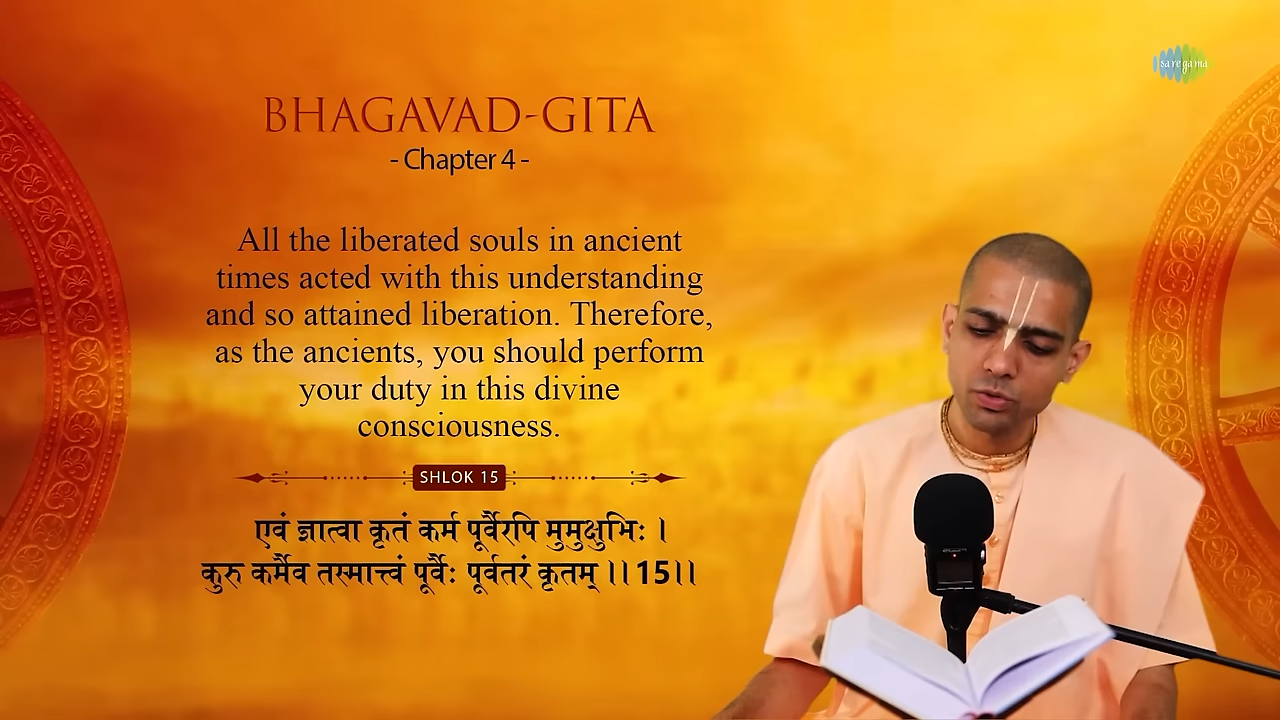 saregama
BHAGAVAD-GITA
- Chapter 4 -
All the liberated souls in ancient
times acted with this understanding
and so attained liberation. Therefore,
as the ancients, you should perform
your duty in this divine
consciousness.
SHLOK 15
एवं ज्ञात्वा कृतं कर्म पूर्वैरपि मुमुक्षुभिः ।
कुरु कर्मैव तस्मात्त्वं पूर्वैः पूर्वतरं कृतम् ।। 15।।